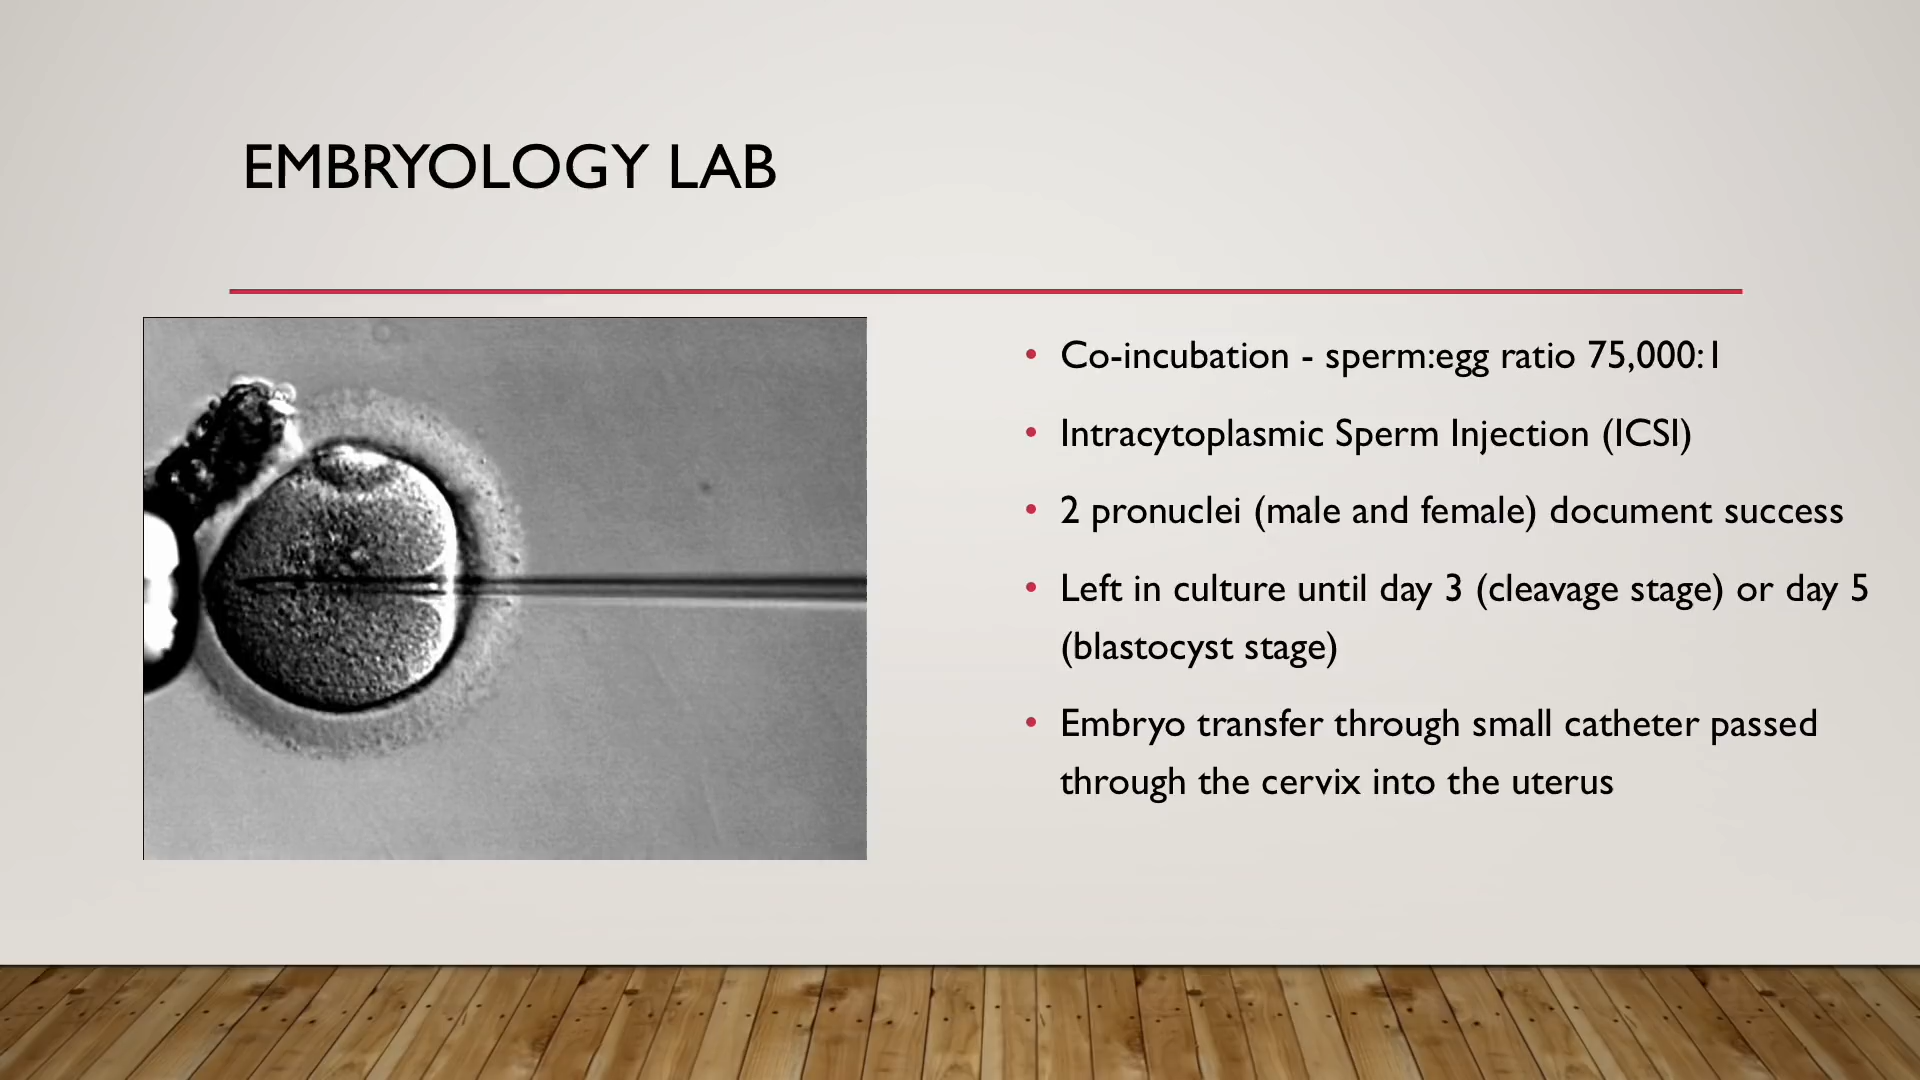 EMBRYOLOGY LAB
• Co-incubation - sperm:egg ratio 75,000:1
• Intracytoplasmic Sperm Injection (ICSI)
• 2 pronuclei (male and female) document success
• Left in culture until day 3 (cleavage stage) or day 5
(blastocyst stage)
• Embryo transfer through small catheter passed
through the cervix into the uterus